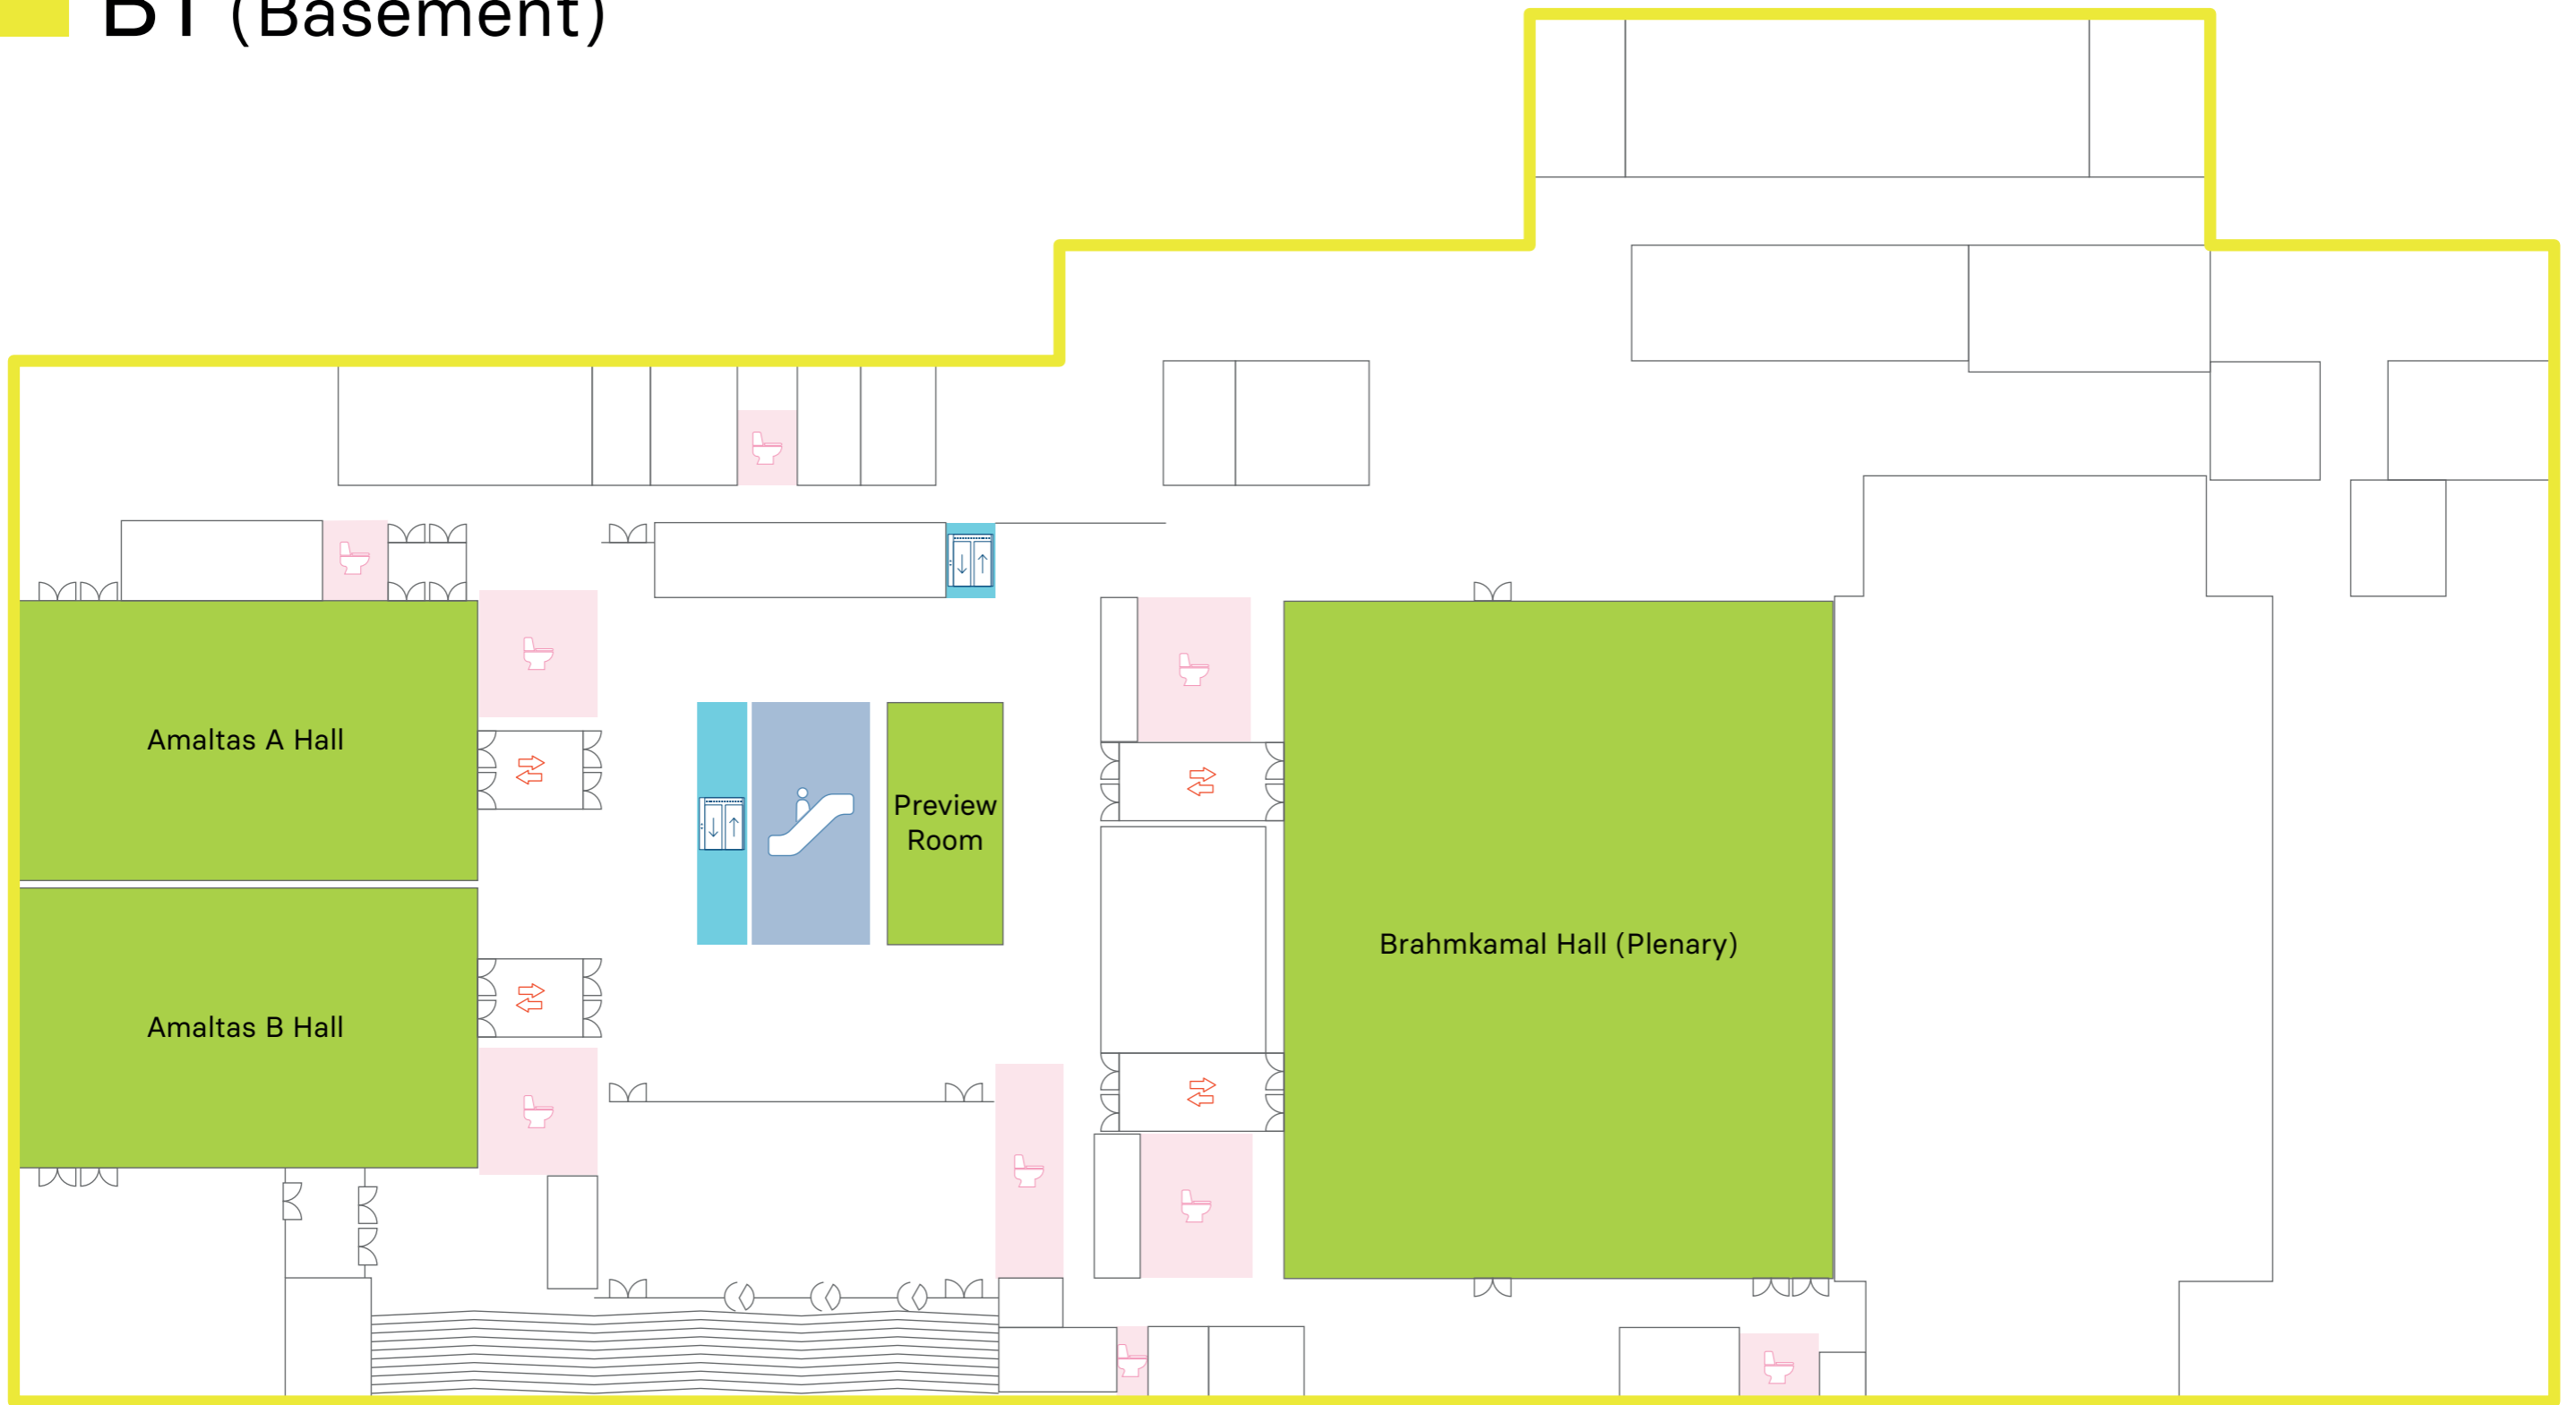 B1 (Basement)
Amaltas A Hall
Preview
Room
Brahmkamal Hall (Plenary)
Amaltas B Hall